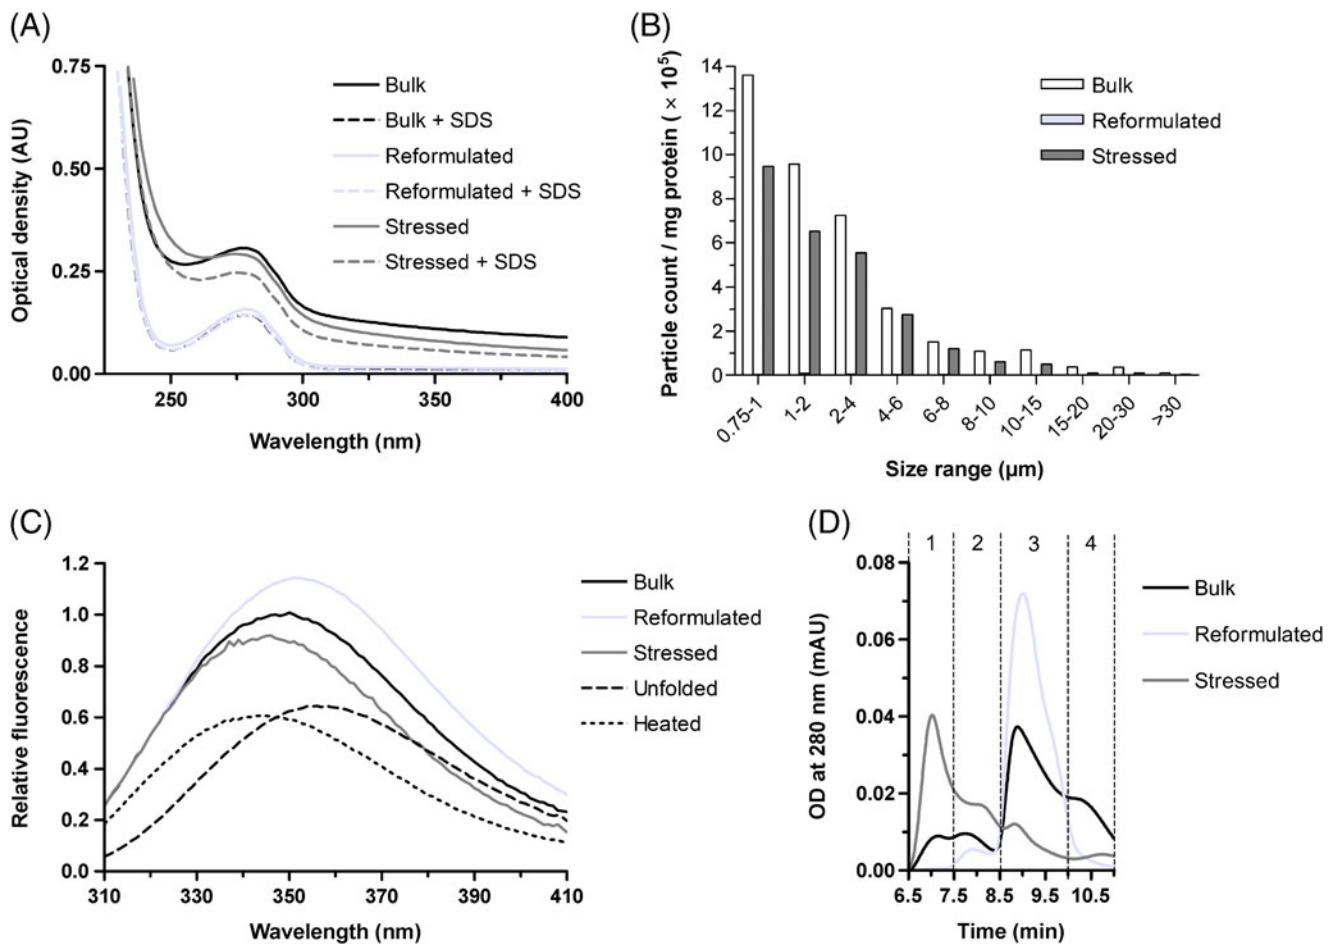 (A)
Optical density (AU)
0.75
0.50
0.25
0.00
250
300
350
400
Wavelength (nm)
Bulk
Bulk + SDS
Reformulated
Reformulated + SDS
Stressed
Stressed + SDS
(B)
Particle count / mg protein ( × 10⁵)
14
12
10
8
6
4
2
0
0.75-1
1-2
2-4
4-6
6-8
8-10
10-15
15-20
20-30
>30
Size range (µm)
Bulk
Reformulated
Stressed
(C)
Relative fluorescence
1.2
1.0
0.8
0.6
0.4
0.2
0.0
310
330
350
370
390
410
Wavelength (nm)
Bulk
Reformulated
Stressed
Unfolded
Heated
(D)
1 2 3 4
OD at 280 nm (mAU)
0.08
0.06
0.04
0.02
0.00
6.5
7.5
8.5
9.5
10.5
Time (min)
Bulk
Reformulated
Stressed